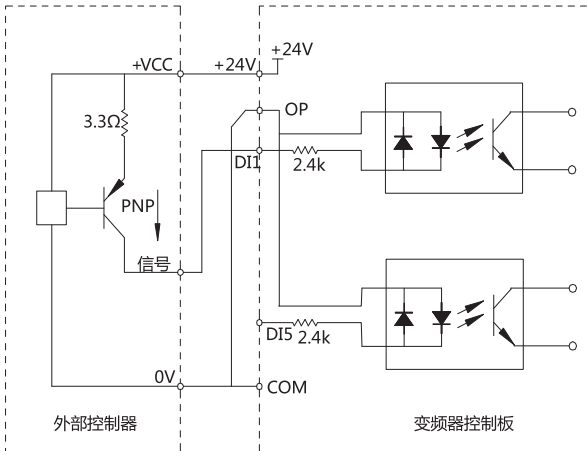 +24V
+VCC
+24V
OP
3.3Ω
DI1
2.4k
PNP
信号
DI5
2.4k
0V
COM
外部控制器
变频器控制板